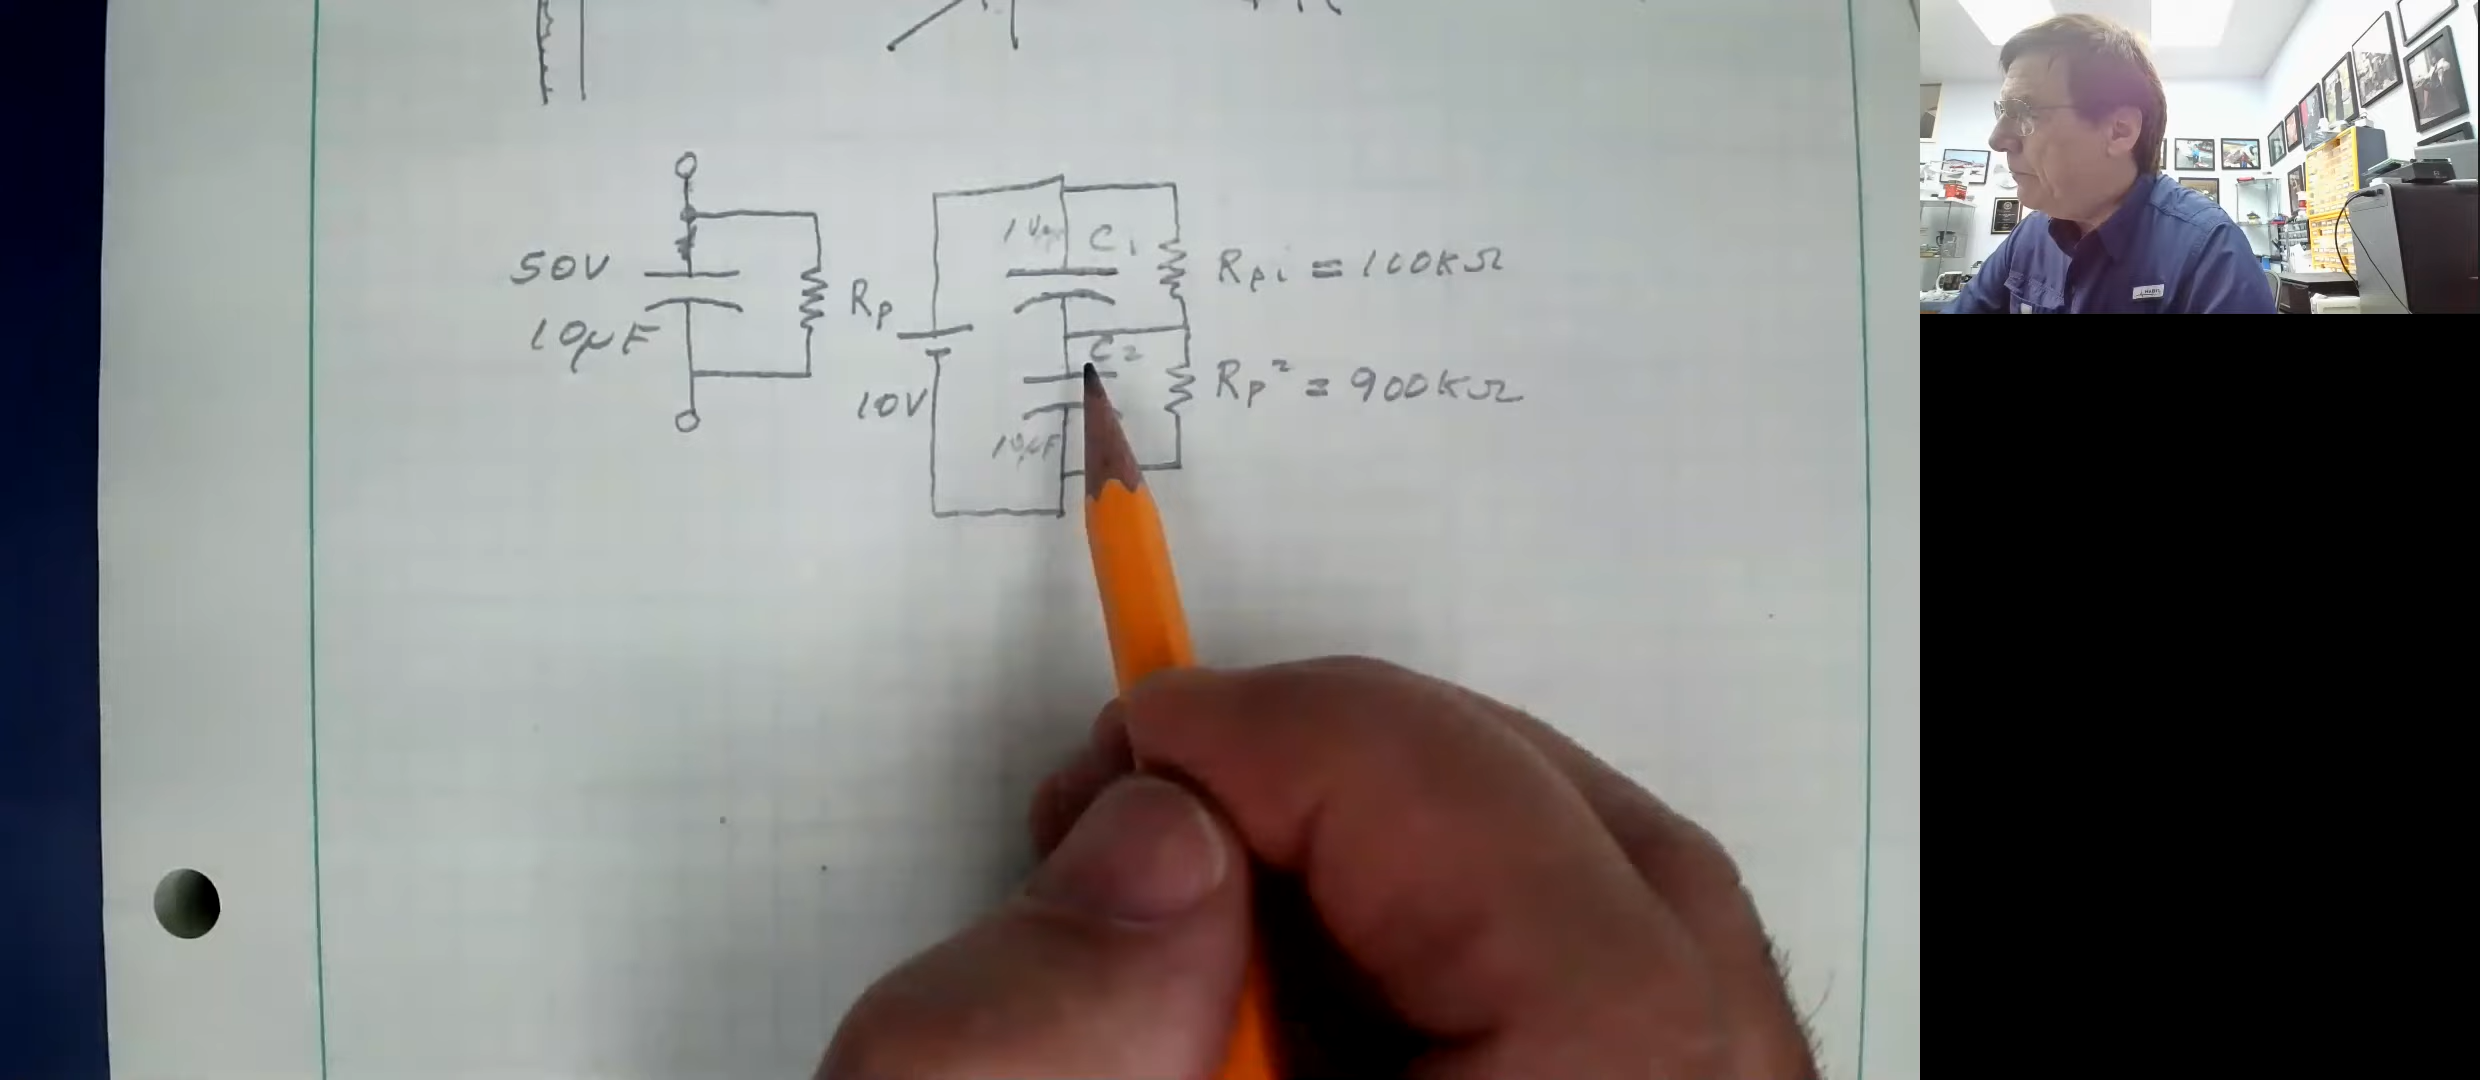 50V
10µF
Rp
10V
C1
Rp1 = 100kΩ
C2
Rp2 = 900kΩ
10µF